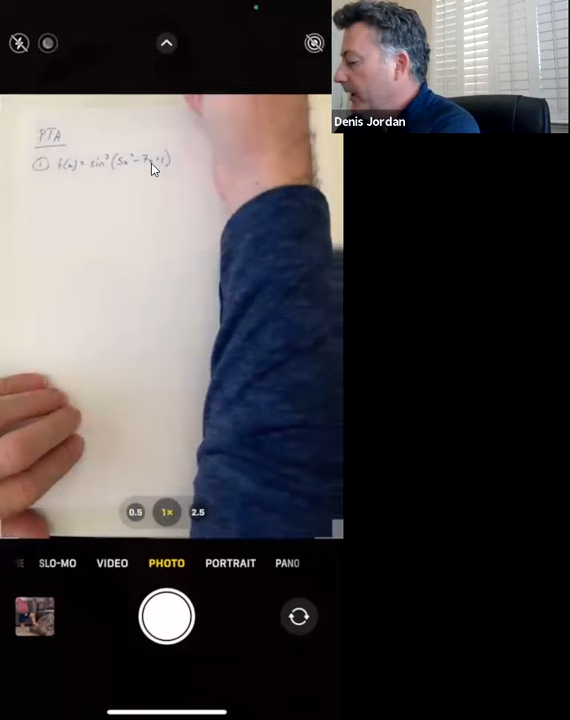 Denis Jordan
PTA
① f(x) = sin³(5x² - 7x + 1)
0.5 1× 2.5
SLO-MO VIDEO PHOTO PORTRAIT PANO